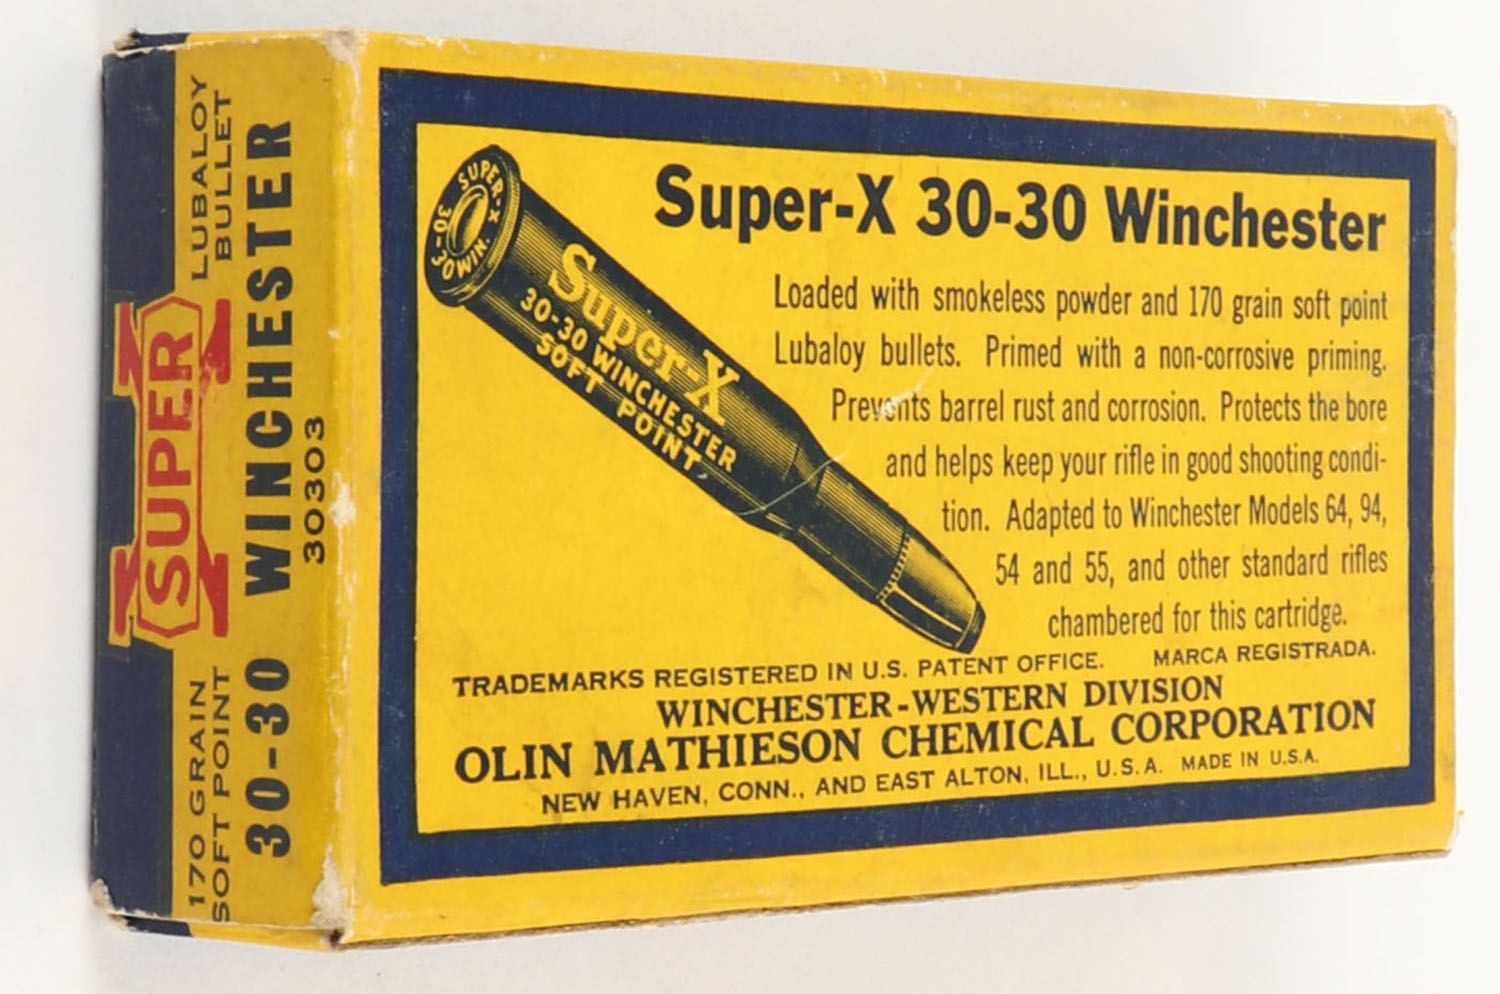 170 GRAIN
SOFT POINT
SUPER
X
LUBALOY
BULLET
30-30 WINCHESTER
30303
SUPER-X
30-30 WIN.
Super-X
30-30 WINCHESTER
SOFT POINT
Super-X 30-30 Winchester
Loaded with smokeless powder and 170 grain soft point
Lubaloy bullets. Primed with a non-corrosive priming.
Prevents barrel rust and corrosion. Protects the bore
and helps keep your rifle in good shooting condi-
tion. Adapted to Winchester Models 64, 94,
54 and 55, and other standard rifles
chambered for this cartridge.
TRADEMARKS REGISTERED IN U.S. PATENT OFFICE. MARCA REGISTRADA.
WINCHESTER-WESTERN DIVISION
OLIN MATHIESON CHEMICAL CORPORATION
NEW HAVEN, CONN., AND EAST ALTON, ILL., U.S.A. MADE IN U.S.A.